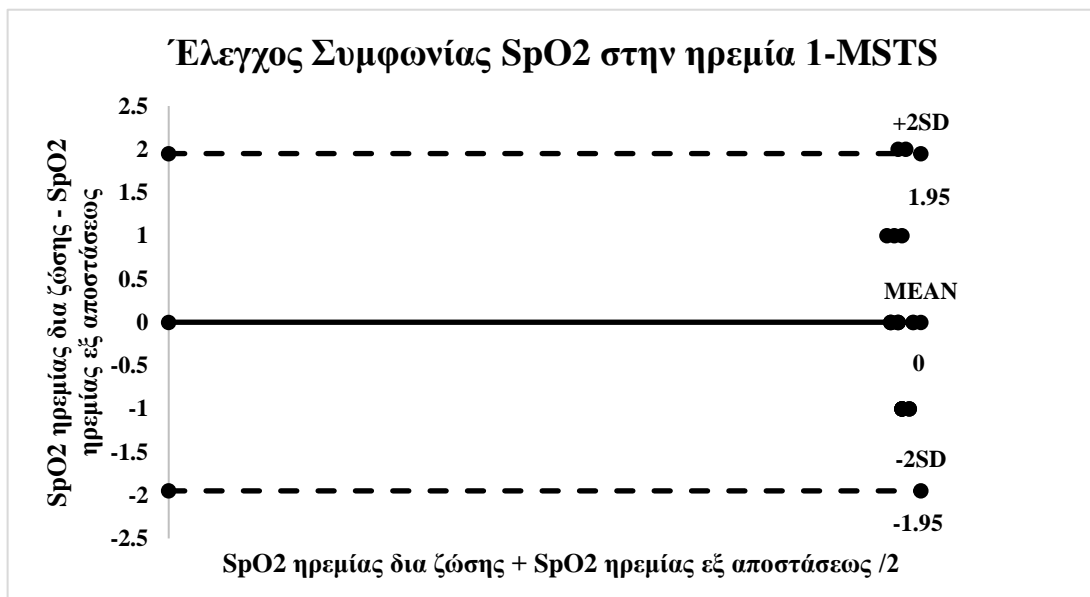 Έλεγχος Συμφωνίας SpO2 στην ηρεμία 1-MSTS
SpO2 ηρεμίας δια ζώσης - SpO2
ηρεμίας εξ αποστάσεως
2.5
2
1.5
1
0.5
0
-0.5
-1
-1.5
-2
-2.5
+2SD
1.95
MEAN
0
-2SD
-1.95
SpO2 ηρεμίας δια ζώσης + SpO2 ηρεμίας εξ αποστάσεως /2